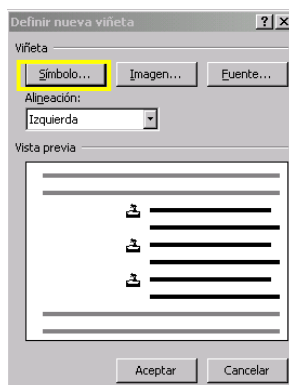 Definir nueva viñeta ? X
Viñeta
Símbolo... Imagen... Fuente...
Alineación:
Izquierda
Vista previa
Aceptar Cancelar